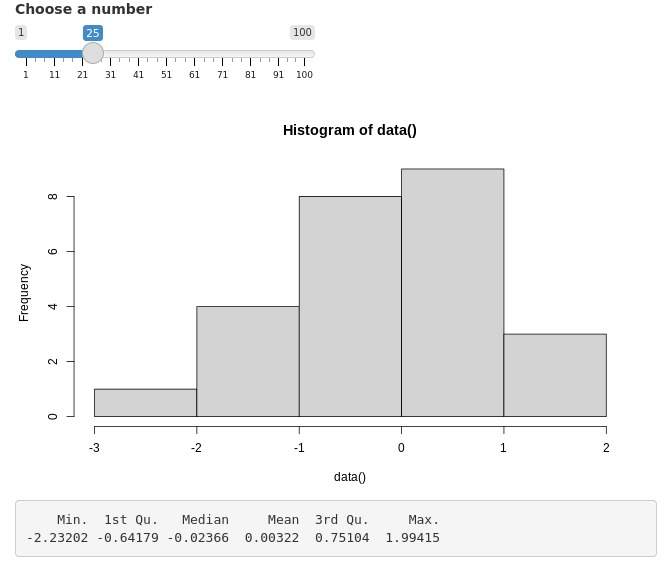 Choose a number
1 25 100
1 11 21 31 41 51 61 71 81 91 100
Histogram of data()
Frequency
8
6
4
2
0
-3 -2 -1 0 1 2
data()
Min. 1st Qu. Median Mean 3rd Qu. Max.
-2.23202 -0.64179 -0.02366 0.00322 0.75104 1.99415